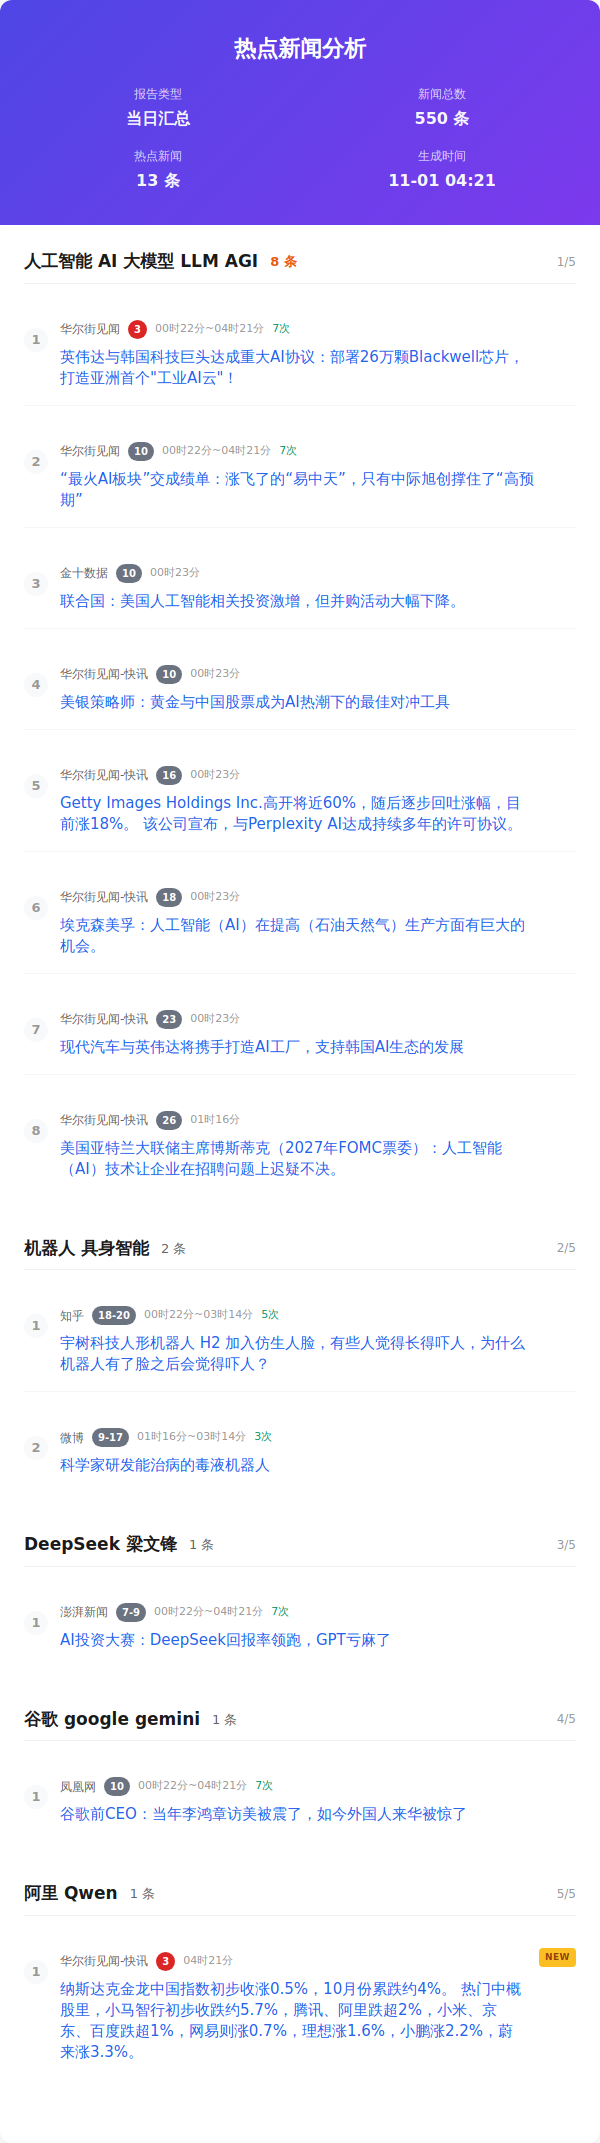 热点新闻分析
报告类型
新闻总数
当日汇总
550 条
热点新闻
生成时间
13 条
11-01 04:21
人工智能 AI 大模型 LLM AGI 8 条 1/5
1
华尔街见闻 3 00时22分~04时21分 7次
英伟达与韩国科技巨头达成重大AI协议：部署26万颗Blackwell芯片，
打造亚洲首个"工业AI云"！
2
华尔街见闻 10 00时22分~04时21分 7次
“最火AI板块”交成绩单：涨飞了的“易中天”，只有中际旭创撑住了“高预
期”
3
金十数据 10 00时23分
联合国：美国人工智能相关投资激增，但并购活动大幅下降。
4
华尔街见闻-快讯 10 00时23分
美银策略师：黄金与中国股票成为AI热潮下的最佳对冲工具
5
华尔街见闻-快讯 16 00时23分
Getty Images Holdings Inc.高开将近60%，随后逐步回吐涨幅，目
前涨18%。 该公司宣布，与Perplexity AI达成持续多年的许可协议。
6
华尔街见闻-快讯 18 00时23分
埃克森美孚：人工智能（AI）在提高（石油天然气）生产方面有巨大的
机会。
7
华尔街见闻-快讯 23 00时23分
现代汽车与英伟达将携手打造AI工厂，支持韩国AI生态的发展
8
华尔街见闻-快讯 26 01时16分
美国亚特兰大联储主席博斯蒂克（2027年FOMC票委）：人工智能
（AI）技术让企业在招聘问题上迟疑不决。
机器人 具身智能 2 条 2/5
1
知乎 18-20 00时22分~03时14分 5次
宇树科技人形机器人 H2 加入仿生人脸，有些人觉得长得吓人，为什么
机器人有了脸之后会觉得吓人？
2
微博 9-17 01时16分~03时14分 3次
科学家研发能治病的毒液机器人
DeepSeek 梁文锋 1 条 3/5
1
澎湃新闻 7-9 00时22分~04时21分 7次
AI投资大赛：DeepSeek回报率领跑，GPT亏麻了
谷歌 google gemini 1 条 4/5
1
凤凰网 10 00时22分~04时21分 7次
谷歌前CEO：当年李鸿章访美被震了，如今外国人来华被惊了
阿里 Qwen 1 条 5/5
1
华尔街见闻-快讯 3 04时21分 NEW
纳斯达克金龙中国指数初步收涨0.5%，10月份累跌约4%。 热门中概
股里，小马智行初步收跌约5.7%，腾讯、阿里跌超2%，小米、京
东、百度跌超1%，网易则涨0.7%，理想涨1.6%，小鹏涨2.2%，蔚
来涨3.3%。